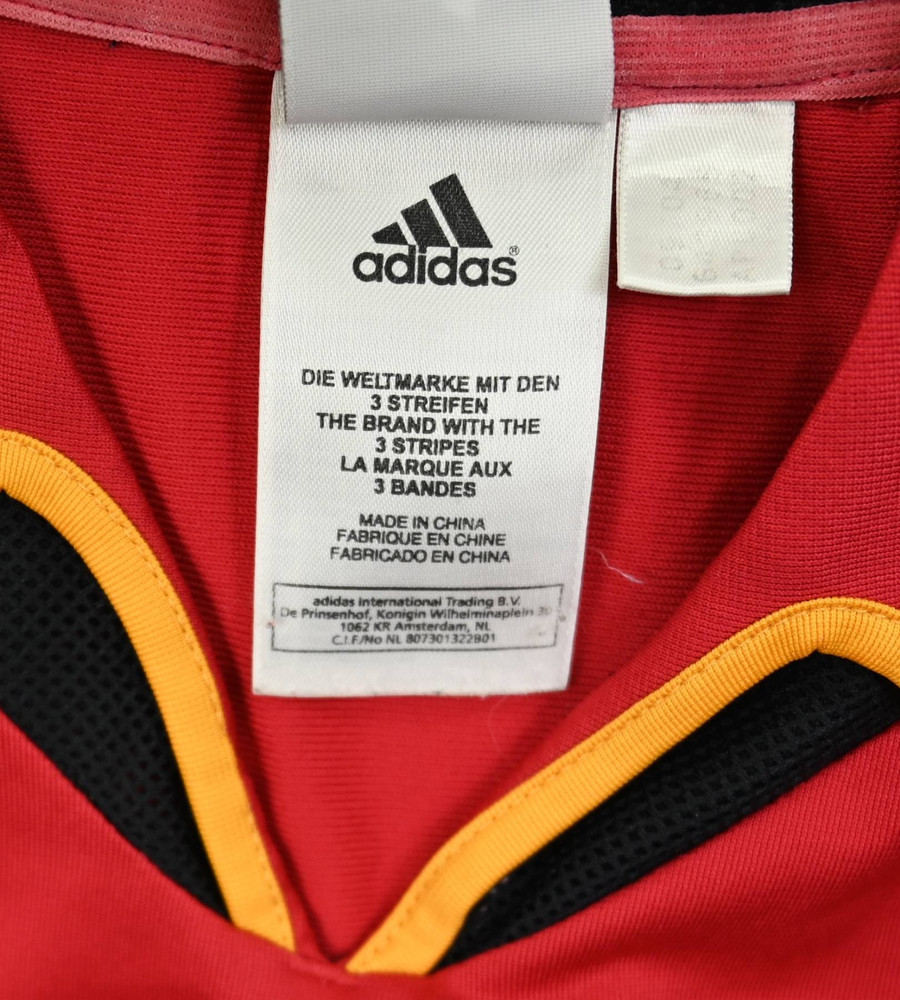 adidas®
DIE WELTMARKE MIT DEN
3 STREIFEN
THE BRAND WITH THE
3 STRIPES
LA MARQUE AUX
3 BANDES
MADE IN CHINA
FABRIQUE EN CHINE
FABRICADO EN CHINA
adidas International Trading B.V.
De Prinsenhof, Konigin Wilhelminaplein 30
1062 KR Amsterdam, NL
C.I.F/No NL 807301322B01